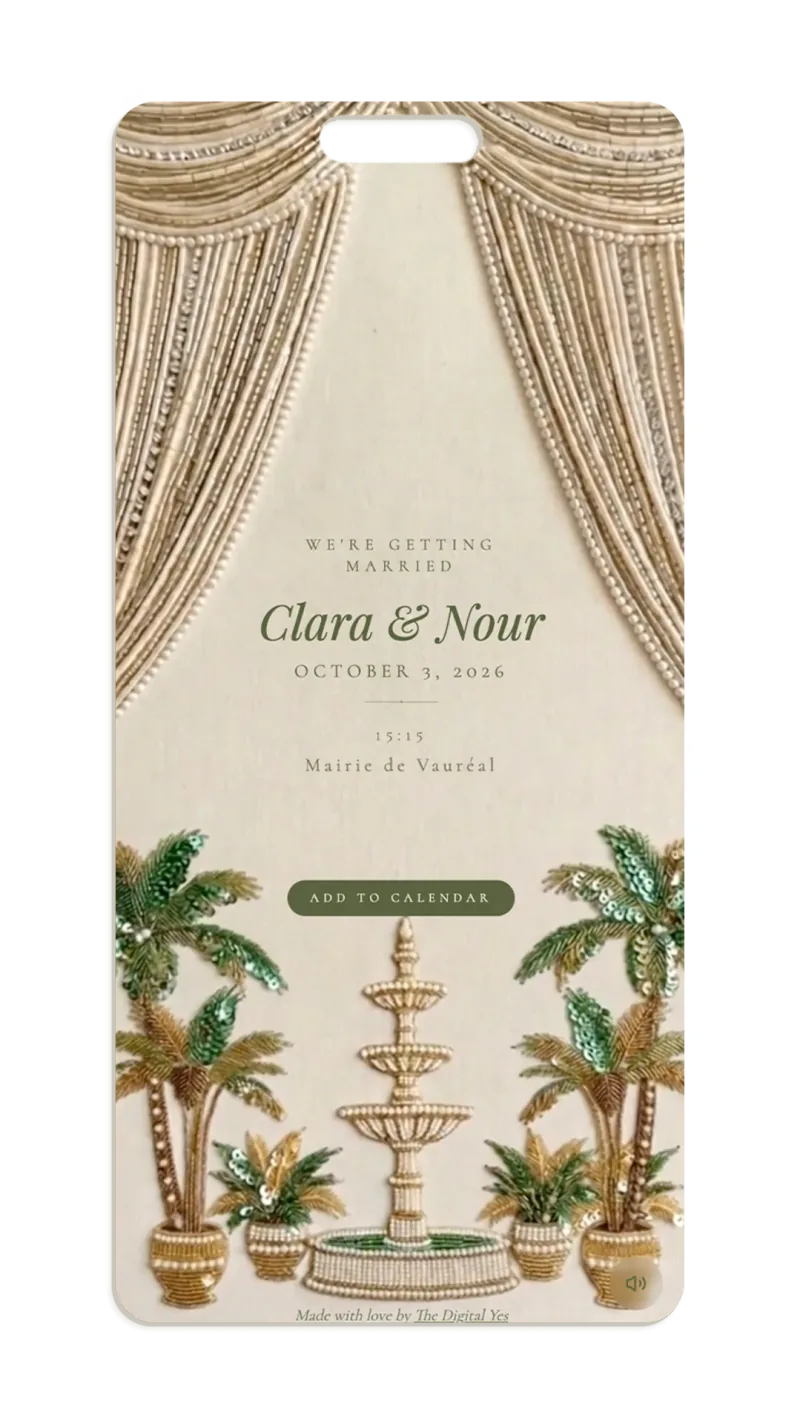 WE'RE GETTING
MARRIED
Clara & Nour
OCTOBER 3, 2026
15:15
Mairie de Vauréal
ADD TO CALENDAR
Made with love by The Digital Yes